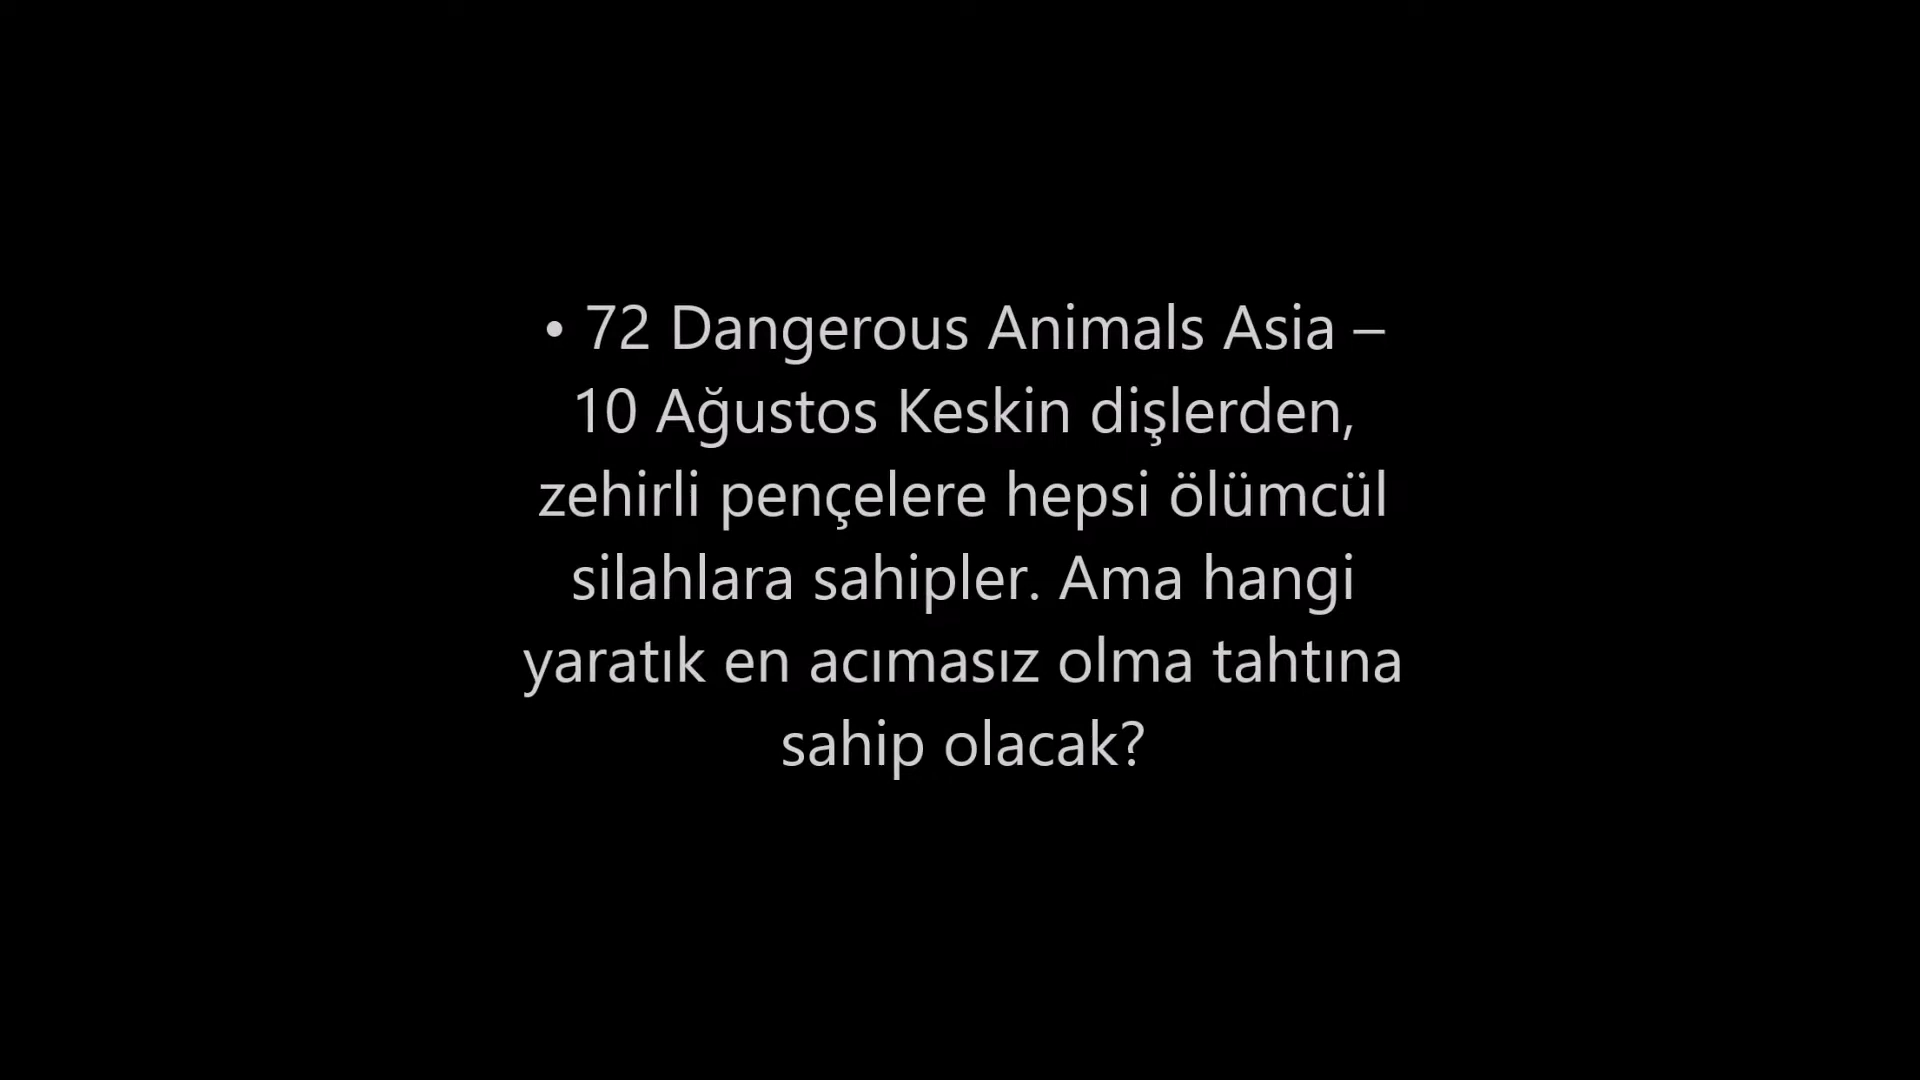 • 72 Dangerous Animals Asia –
10 Ağustos Keskin dişlerden,
zehirli pençelere hepsi ölümcül
silahlara sahipler. Ama hangi
yaratık en acımasız olma tahtına
sahip olacak?